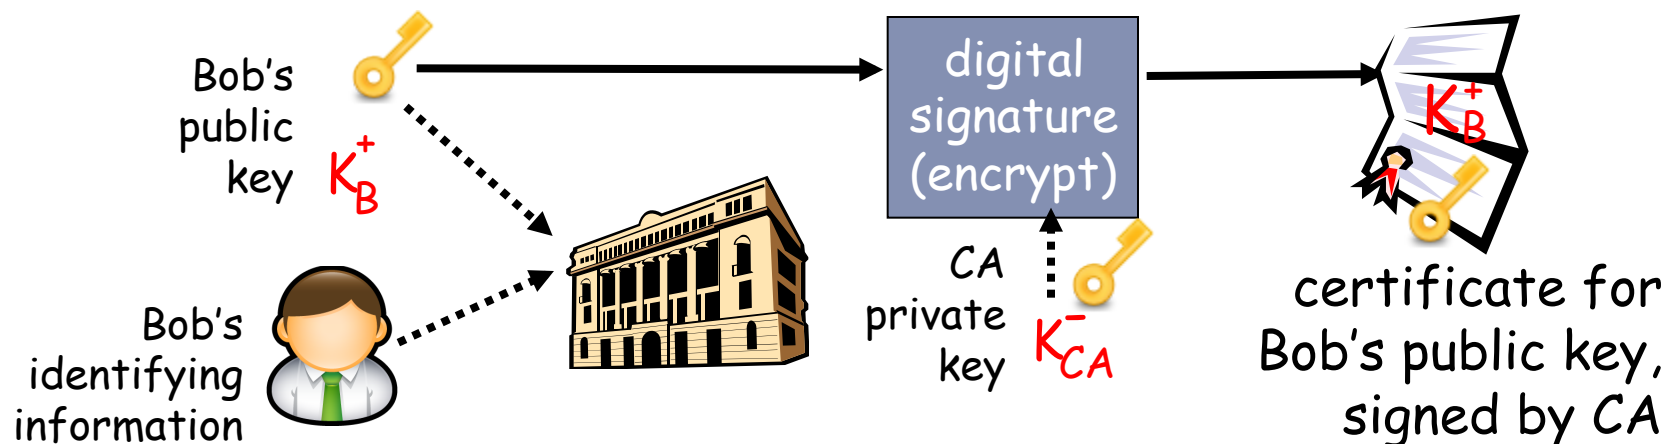 Bob's
public
key
K+B
Bob's
identifying
information
digital
signature
(encrypt)
CA
private
key
K-CA
K+B
certificate for
Bob's public key,
signed by CA